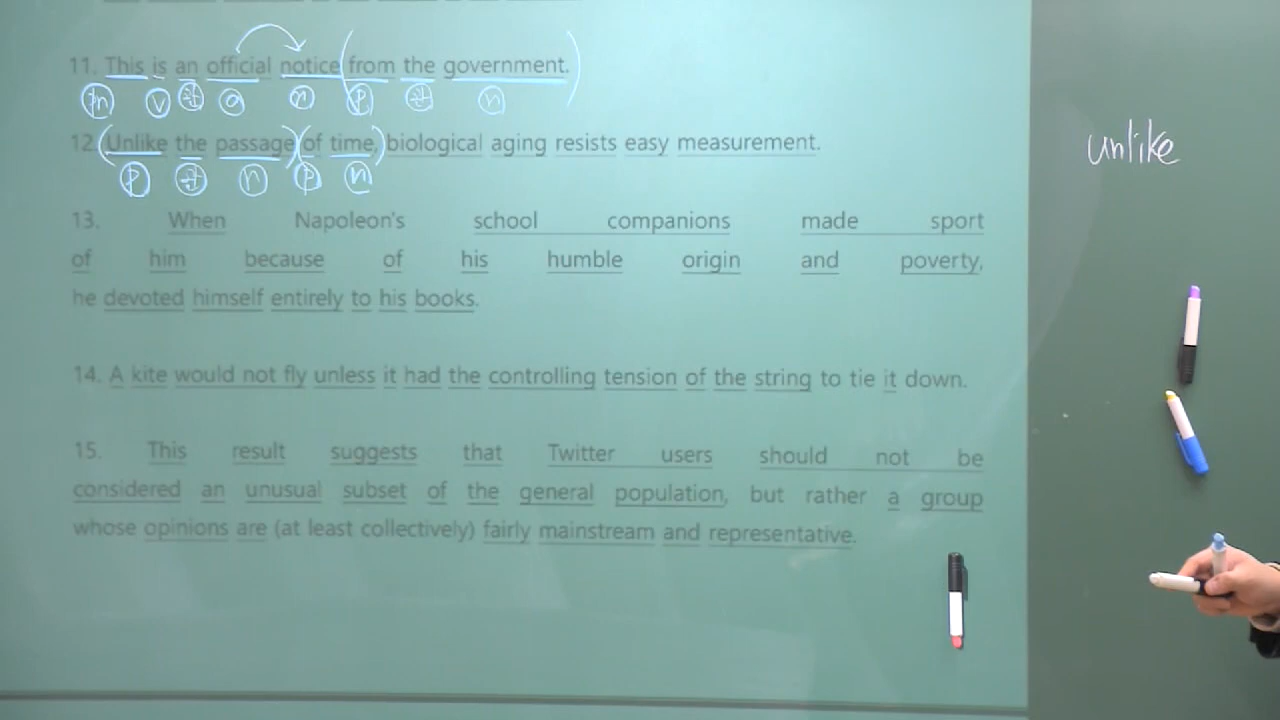 11. This is an official notice (from the government.)
pn v 한 a n p 한 n
12. (Unlike the passage) (of time,) biological aging resists easy measurement.
p 한 n p n
unlike
13. When Napoleon's school companions made sport
of him because of his humble origin and poverty,
he devoted himself entirely to his books.
14. A kite would not fly unless it had the controlling tension of the string to tie it down.
15. This result suggests that Twitter users should not be
considered an unusual subset of the general population, but rather a group
whose opinions are (at least collectively) fairly mainstream and representative.